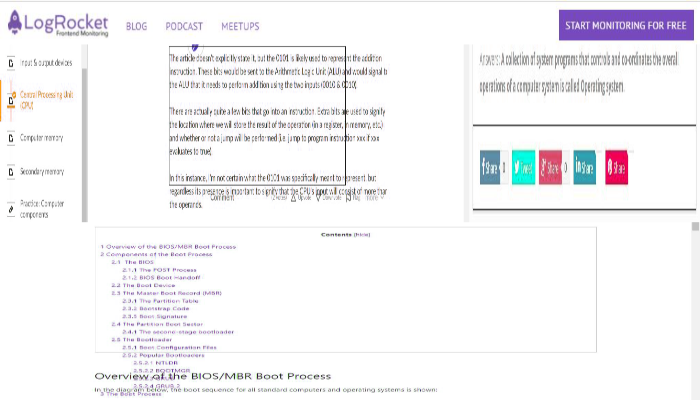 LogRocket
Frontend Monitoring
BLOG PODCAST MEETUPS
START MONITORING FOR FREE
Input & output devices
Central Processing Unit
(CPU)
Computer memory
Secondary memory
Practice: Computer
components
The article doesn't explicitly state it, but the 0101 is likely used to represent the addition
instruction. These bits would be sent to the Arithmetic Logic Unit (ALU) and would signal t
the ALU that it needs to perform addition using the two inputs (0010 & 0010)
There are actually quite a few bits that go into an instruction. Extra bits are used to signify
the location where we will store the result of the operation (in a register, in memory, etc.)
and whether or not a jump will be performed (i.e. jump to program instruction xxx if xxx
evaluates to true).
In this instance, I'm not certain what the 0101 was specifically meant to represent, but
regardless its presence is important to signify that the CPU's input will consist of more than
the operands.
Comment
Upvote Downvote Flag
Answers: A collection of system programs that controls and co-ordinates the overall
operations of a computer system is called Operating system.
Share
0
Tweet
Share
0
Share
Share
Contents [hide]
1 Overview of the BIOS/MBR Boot Process
2 Components of the Boot Process
2.1 The BIOS
2.1.1 The POST Process
2.1.2 BIOS Boot Handoff
2.2 The Boot Device
2.3 The Master Boot Record (MBR)
2.3.1 The Partition Table
2.3.2 Bootstrap Code
2.3.3 Boot Signature
2.4 The Partition Boot Sector
2.4.1 The second-stage bootloader
2.5 The Bootloader
2.5.1 Boot Configuration Files
2.5.2 Popular Bootloaders
2.5.2.1 NTLDR
2.5.2.2 BOOTMGR
Overview of the BIOS/MBR Boot Process
2.5.2.4 GRUB 2
In the diagram below, the boot sequence for all standard computers and operating systems is shown:
3 The Boot Process